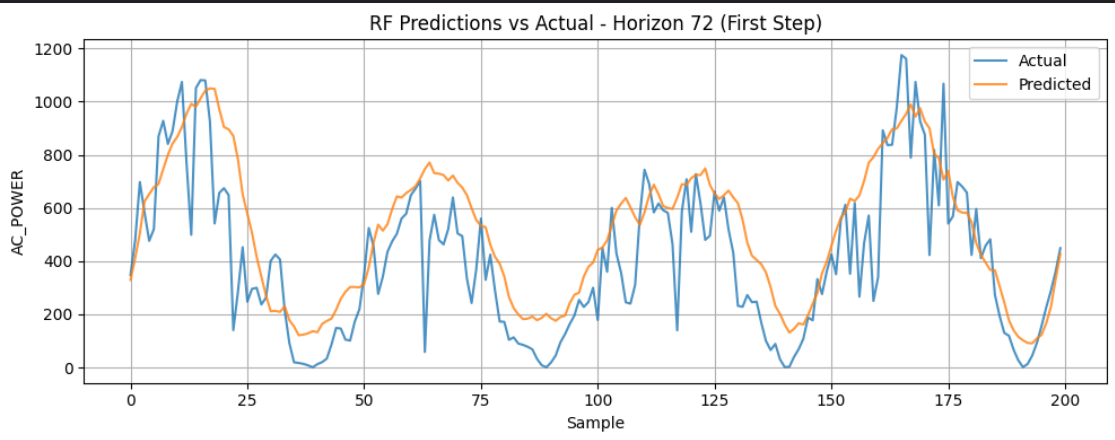 RF Predictions vs Actual - Horizon 72 (First Step)
Actual
Predicted
1200
1000
800
600
400
200
0
AC_POWER
0 25 50 75 100 125 150 175 200
Sample